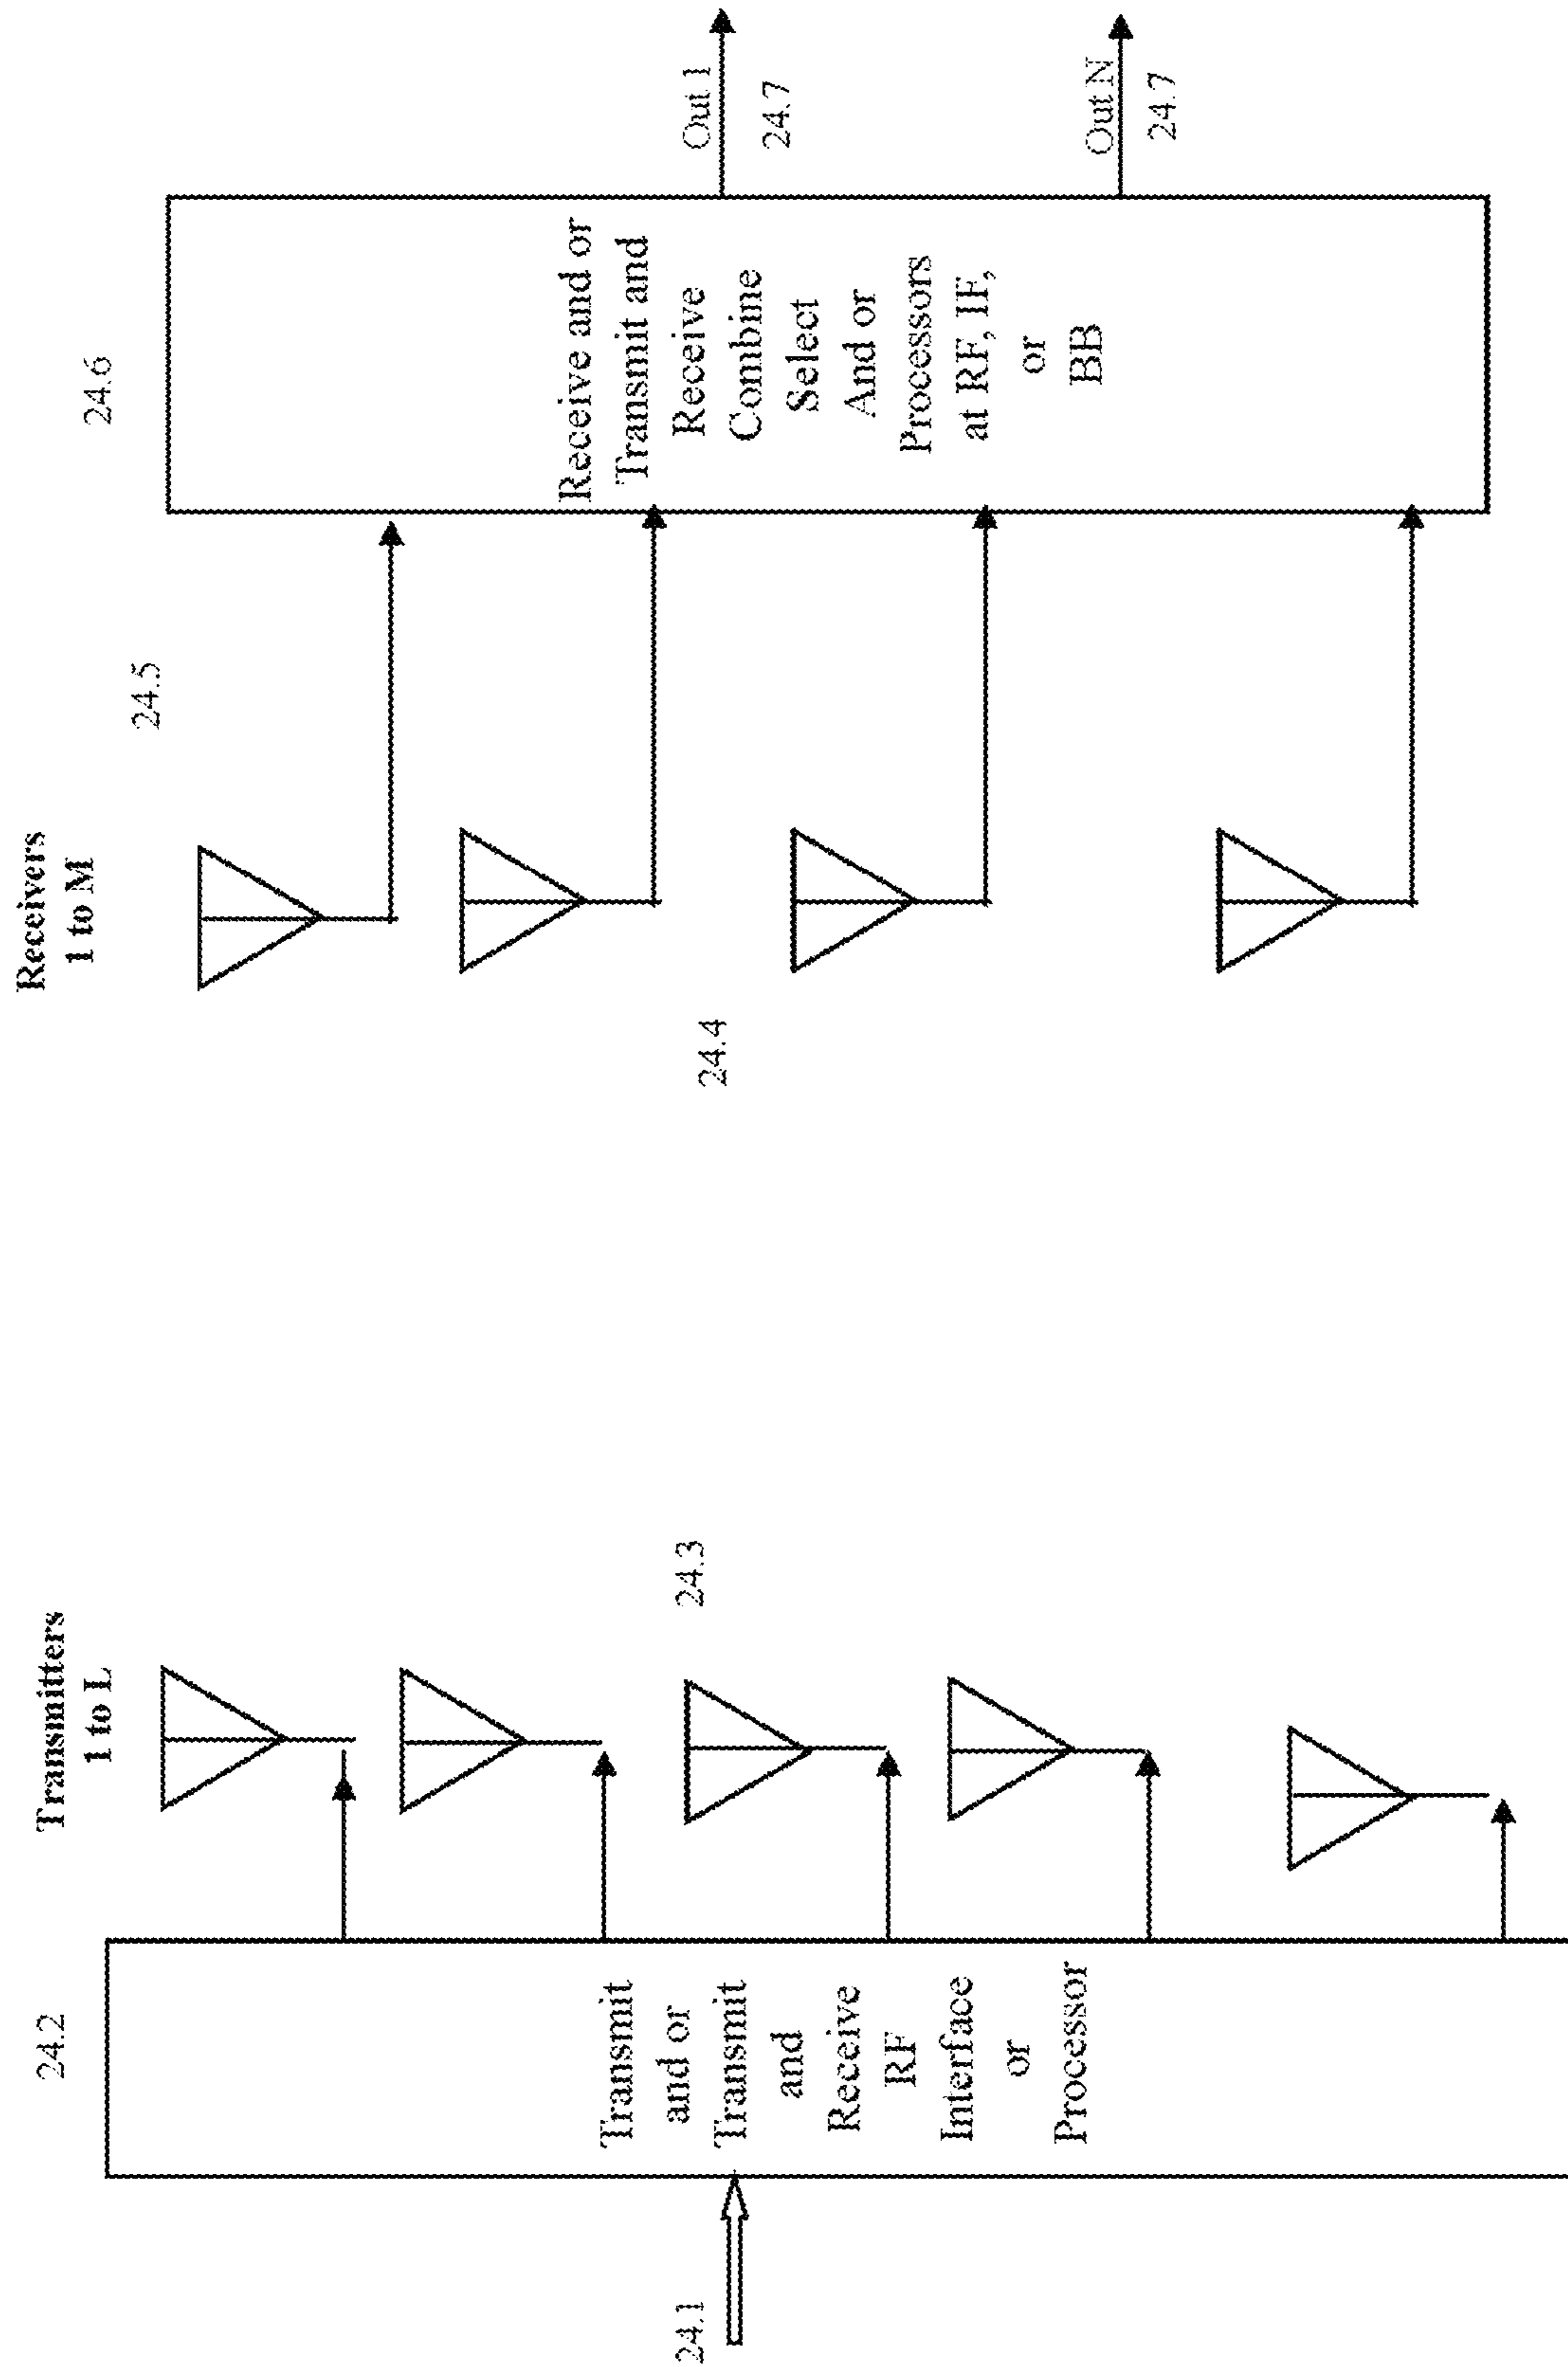 24.1
24.2
Transmit
and or
Transmit
and
Receive
RF
Interface
or
Processor
Transmitters
1 to L
24.3
Receivers
1 to M
24.4
24.5
24.6
Receive and or
Transmit and
Receive
Combine
Select
And or
Processors
at RF, IF,
or
BB
Out 1
24.7
Out N
24.7